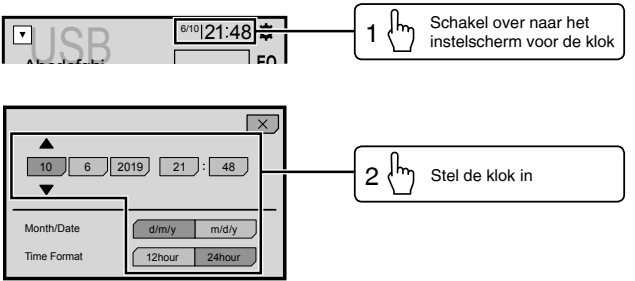 USB
6/10 21:48
1 Schakel over naar het
instelscherm voor de klok
10 6 2019 21 : 48
2 Stel de klok in
Month/Date d/m/y m/d/y
Time Format 12hour 24hour